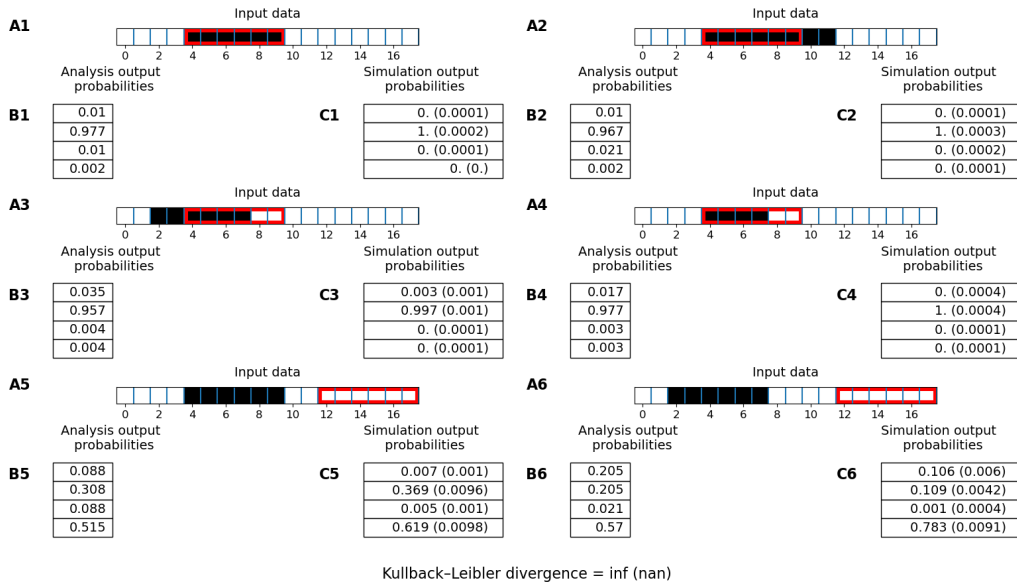 Input data Input data
A1 A2
0 2 4 6 8 10 12 14 16 0 2 4 6 8 10 12 14 16
Analysis output Simulation output Analysis output Simulation output
probabilities probabilities probabilities probabilities
B1 0.01 C1 0. (0.0001) B2 0.01 C2 0. (0.0001)
0.977 1. (0.0002) 0.967 1. (0.0003)
0.01 0. (0.0001) 0.021 0. (0.0002)
0.002 0. (0.) 0.002 0. (0.0001)
Input data Input data
A3 A4
0 2 4 6 8 10 12 14 16 0 2 4 6 8 10 12 14 16
Analysis output Simulation output Analysis output Simulation output
probabilities probabilities probabilities probabilities
B3 0.035 C3 0.003 (0.001) B4 0.017 C4 0. (0.0004)
0.957 0.997 (0.001) 0.977 1. (0.0004)
0.004 0. (0.0001) 0.003 0. (0.0001)
0.004 0. (0.0001) 0.003 0. (0.0001)
Input data Input data
A5 A6
0 2 4 6 8 10 12 14 16 0 2 4 6 8 10 12 14 16
Analysis output Simulation output Analysis output Simulation output
probabilities probabilities probabilities probabilities
B5 0.088 C5 0.007 (0.001) B6 0.205 C6 0.106 (0.006)
0.308 0.369 (0.0096) 0.205 0.109 (0.0042)
0.088 0.005 (0.001) 0.021 0.001 (0.0004)
0.515 0.619 (0.0098) 0.57 0.783 (0.0091)
Kullback–Leibler divergence = inf (nan)